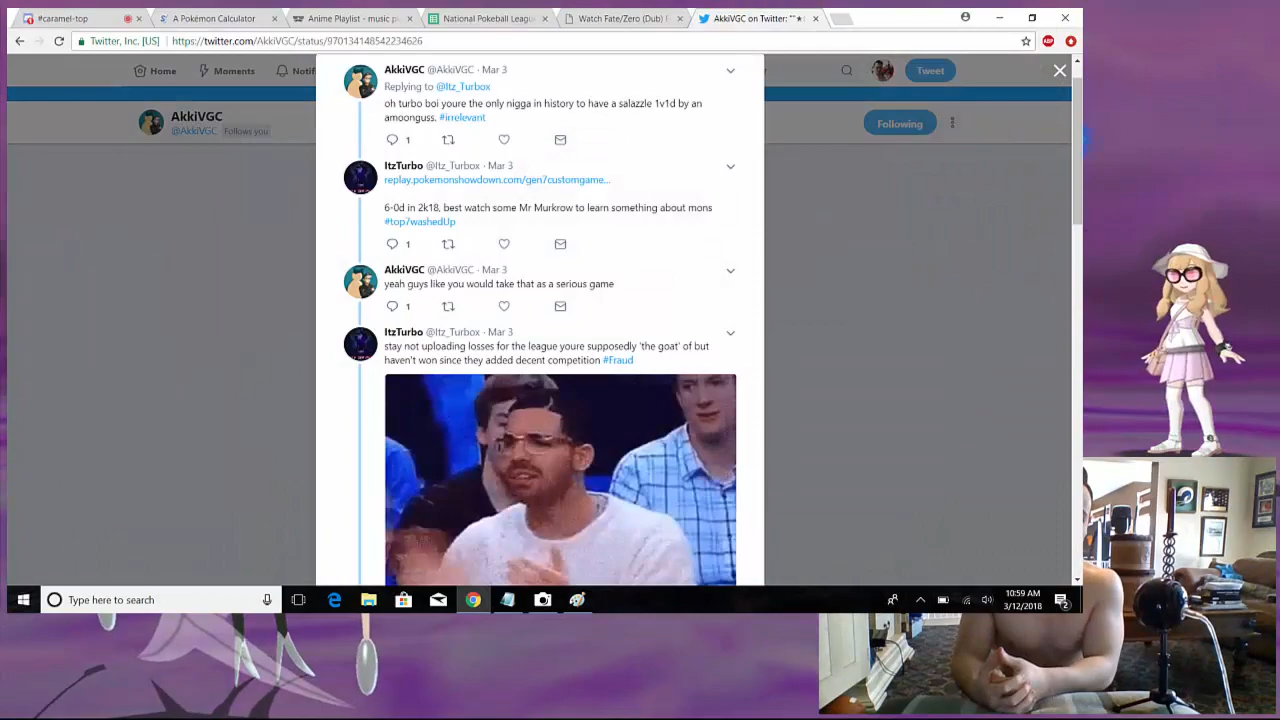 #caramel-top
A Pokémon Calculator
Anime Playlist - music p
National Pokeball Leagu
Watch Fate/Zero (Dub) F
AkkiVGC on Twitter: ""★
Twitter, Inc. [US]
https://twitter.com/AkkiVGC/status/970134148542234626
ABP
Home
Moments
Notifi
Tweet
AkkiVGC
@AkkiVGC Follows you
Following
AkkiVGC @AkkiVGC · Mar 3
Replying to @Itz_Turbox
oh turbo boi youre the only nigga in history to have a salazzle 1v1d by an
amoonguss. #irrelevant
1
ItzTurbo @Itz_Turbox · Mar 3
replay.pokemonshowdown.com/gen7customgame...
6-0d in 2k18, best watch some Mr Murkrow to learn something about mons
#top7washedUp
1
AkkiVGC @AkkiVGC · Mar 3
yeah guys like you would take that as a serious game
1
ItzTurbo @Itz_Turbox · Mar 3
stay not uploading losses for the league youre supposedly 'the goat' of but
haven't won since they added decent competition #Fraud
Type here to search
10:59 AM
3/12/2018
2